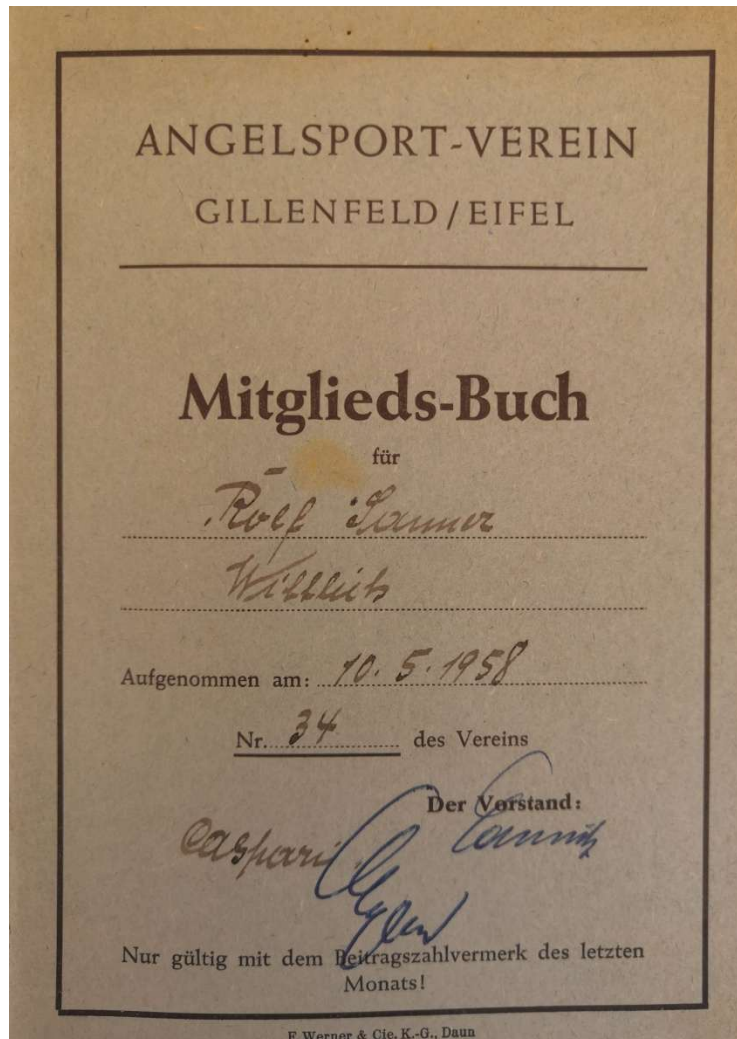 ANGELSPORT-VEREIN
GILLENFELD/EIFEL
Mitglieds-Buch
für
Rolf Sanner
Wittlich
Aufgenommen am: 10.5.1958
Nr. 34 des Vereins
Der Vorstand:
Caspari
Nur gültig mit dem Beitragszahlvermerk des letzten
Monats!
F. Werner & Cie. K.-G., Daun